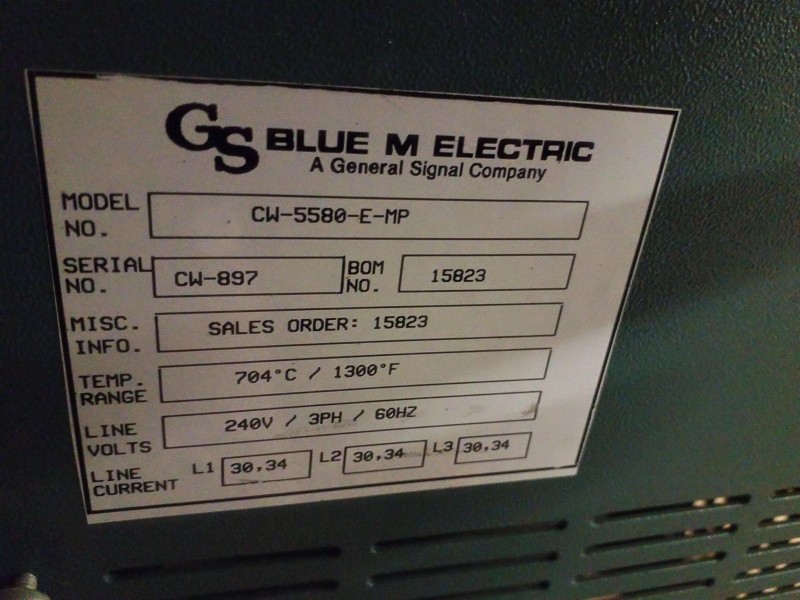 GS BLUE M ELECTRIC
A General Signal Company
MODEL NO. CW-5580-E-MP
SERIAL NO. CW-897 BOM NO. 15823
MISC. INFO. SALES ORDER: 15823
TEMP. RANGE 704°C / 1300°F
LINE VOLTS 240V / 3PH / 60HZ
LINE CURRENT L1 30,34 L2 30,34 L3 30,34